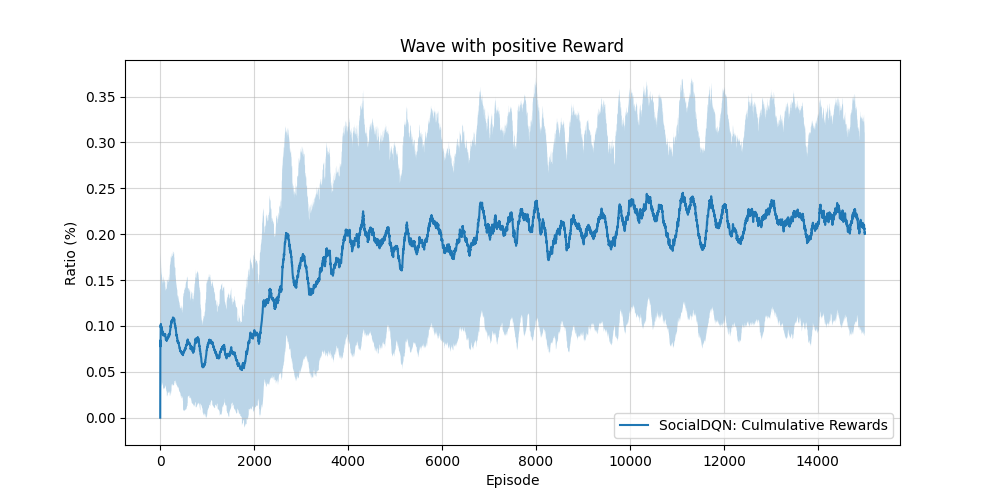 Wave with positive Reward
Ratio (%)
0.35
0.30
0.25
0.20
0.15
0.10
0.05
0.00
SocialDQN: Culmulative Rewards
0 2000 4000 6000 8000 10000 12000 14000
Episode